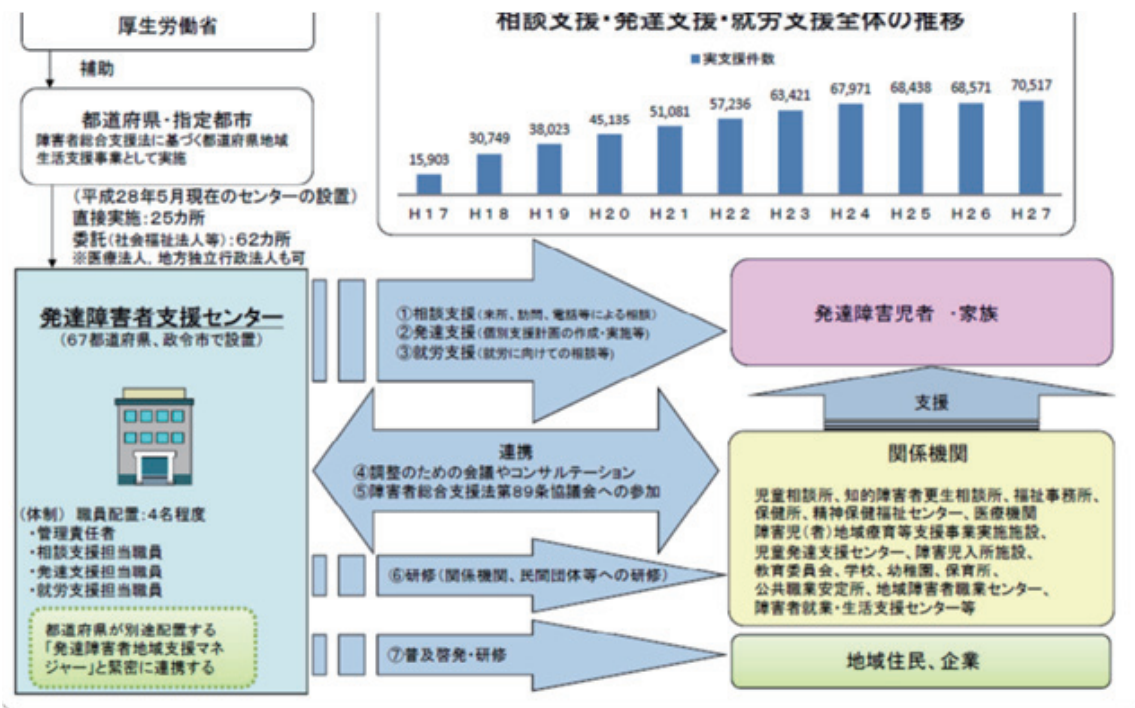 厚生労働省
補助
都道府県・指定都市
障害者総合支援法に基づく都道府県地域
生活支援事業として実施
(平成28年5月現在のセンターの設置)
直接実施:25カ所
委託(社会福祉法人等):62カ所
※医療法人、地方独立行政法人も可
相談支援・発達支援・就労支援全体の推移
■実支援件数
15,903
30,749
38,023
45,135
51,081
57,236
63,421
67,971
68,438
68,571
70,517
H17 H18 H19 H20 H21 H22 H23 H24 H25 H26 H27
発達障害者支援センター
(67都道府県、政令市で設置)
(体制) 職員配置:4名程度
・管理責任者
・相談支援担当職員
・発達支援担当職員
・就労支援担当職員
都道府県が別途配置する
「発達障害者地域支援マネ
ジャー」と緊密に連携する
①相談支援(来所、訪問、電話等による相談)
②発達支援(個別支援計画の作成・実施等)
③就労支援(就労に向けての相談等)
発達障害児者 ・家族
支援
連携
④調整のための会議やコンサルテーション
⑤障害者総合支援法第89条協議会への参加
関係機関
児童相談所、知的障害者更生相談所、福祉事務所、
保健所、精神保健福祉センター、医療機関
障害児(者)地域療育等支援事業実施施設、
児童発達支援センター、障害児入所施設、
教育委員会、学校、幼稚園、保育所、
公共職業安定所、地域障害者職業センター、
障害者就業・生活支援センター等
⑥研修(関係機関、民間団体等への研修)
⑦普及啓発・研修
地域住民、企業